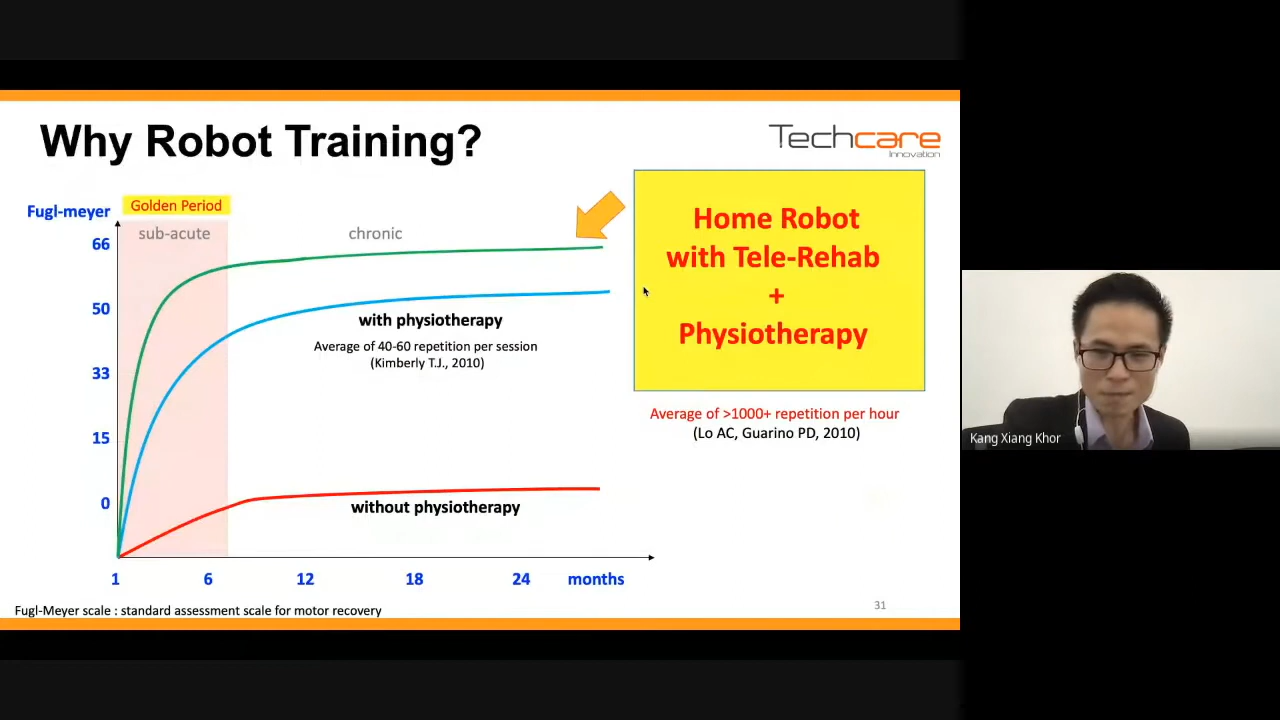 Why Robot Training?
Techcare
Innovation
Fugl-meyer
Golden Period
sub-acute
chronic
66
50
33
15
0
with physiotherapy
Average of 40-60 repetition per session
(Kimberly T.J., 2010)
without physiotherapy
1 6 12 18 24 months
Home Robot
with Tele-Rehab
+
Physiotherapy
Average of >1000+ repetition per hour
(Lo AC, Guarino PD, 2010)
Fugl-Meyer scale : standard assessment scale for motor recovery
31
Kang Xiang Khor